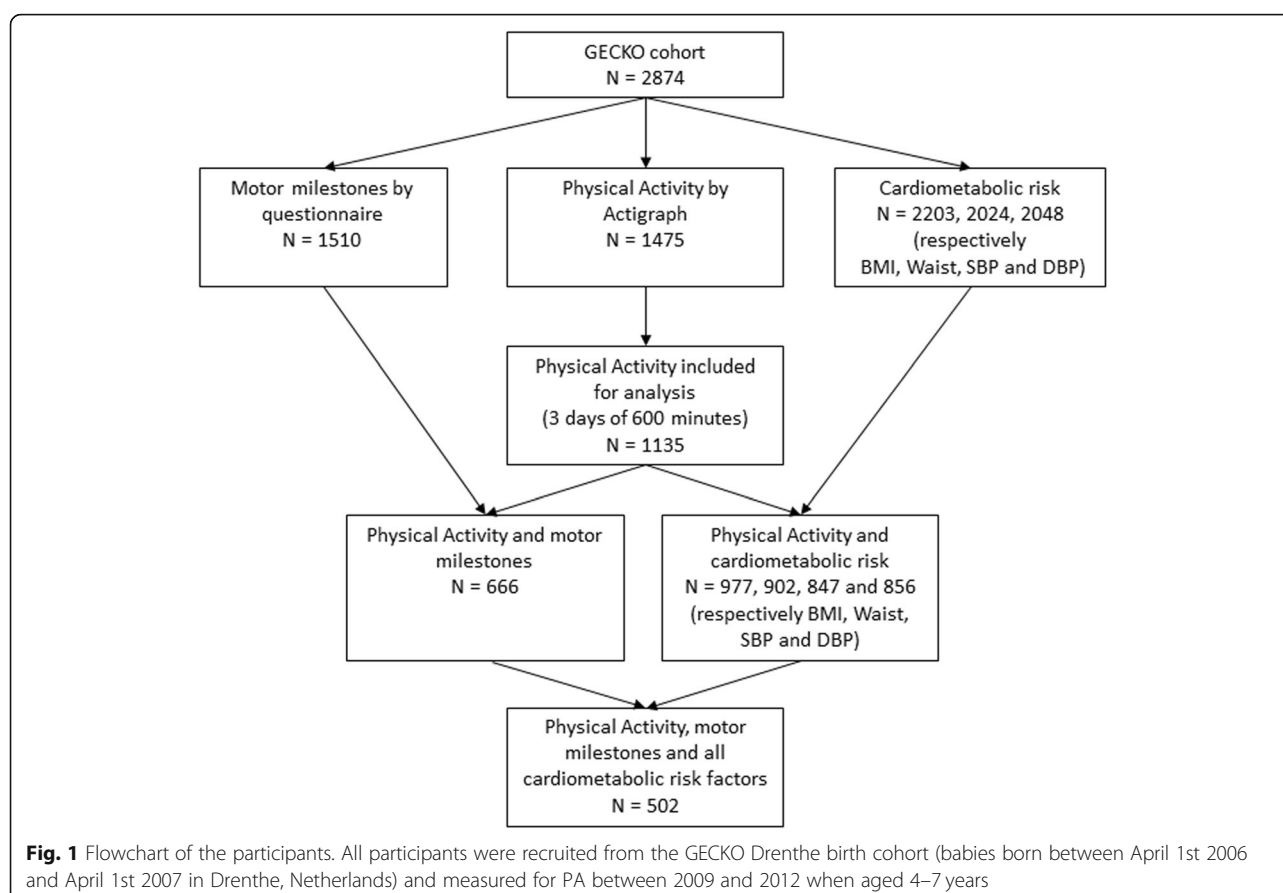 GECKO cohort
N = 2874
Motor milestones by
questionnaire
N = 1510
Physical Activity by
Actigraph
N = 1475
Cardiometabolic risk
N = 2203, 2024, 2048
(respectively
BMI, Waist, SBP and DBP)
Physical Activity included
for analysis
(3 days of 600 minutes)
N = 1135
Physical Activity and motor
milestones
N = 666
Physical Activity and
cardiometabolic risk
N = 977, 902, 847 and 856
(respectively BMI, Waist,
SBP and DBP)
Physical Activity, motor
milestones and all
cardiometabolic risk factors
N = 502
Fig. 1 Flowchart of the participants. All participants were recruited from the GECKO Drenthe birth cohort (babies born between April 1st 2006
and April 1st 2007 in Drenthe, Netherlands) and measured for PA between 2009 and 2012 when aged 4–7 years